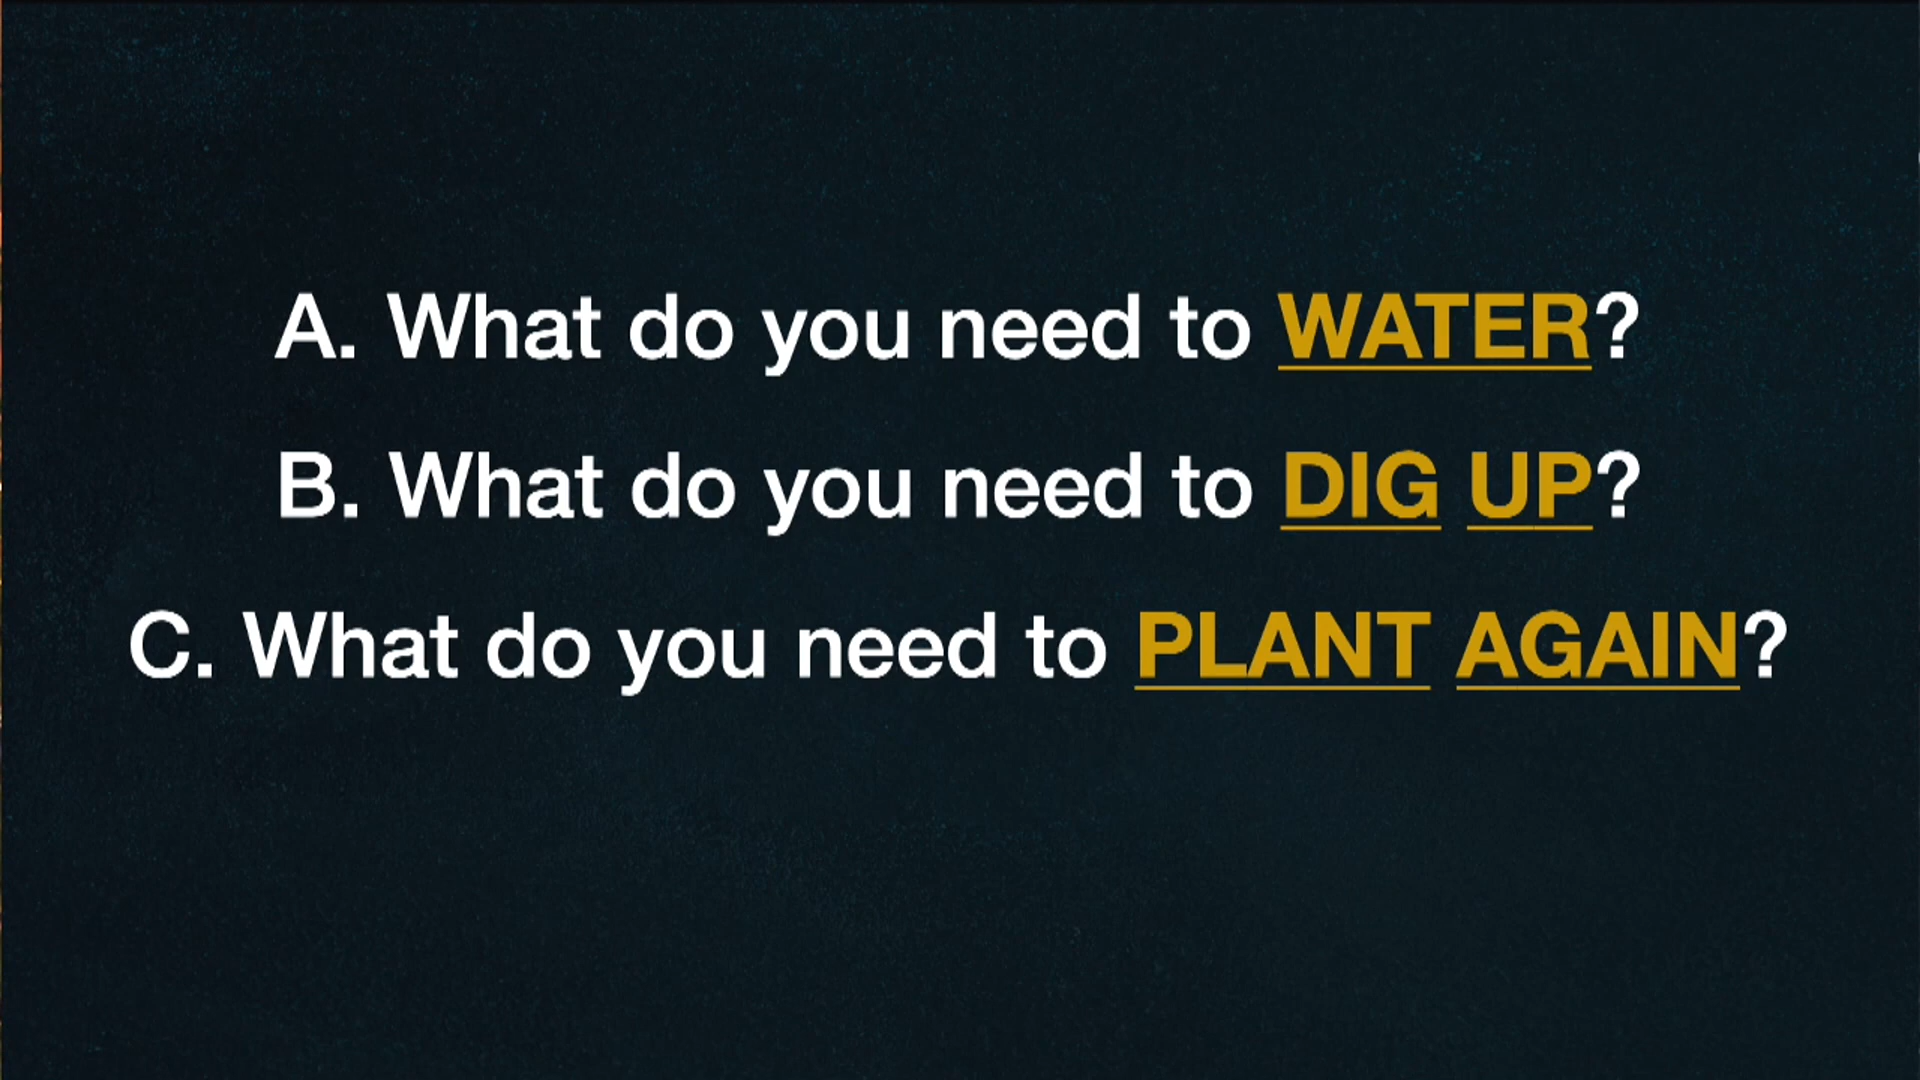 A. What do you need to WATER?
B. What do you need to DIG UP?
C. What do you need to PLANT AGAIN?